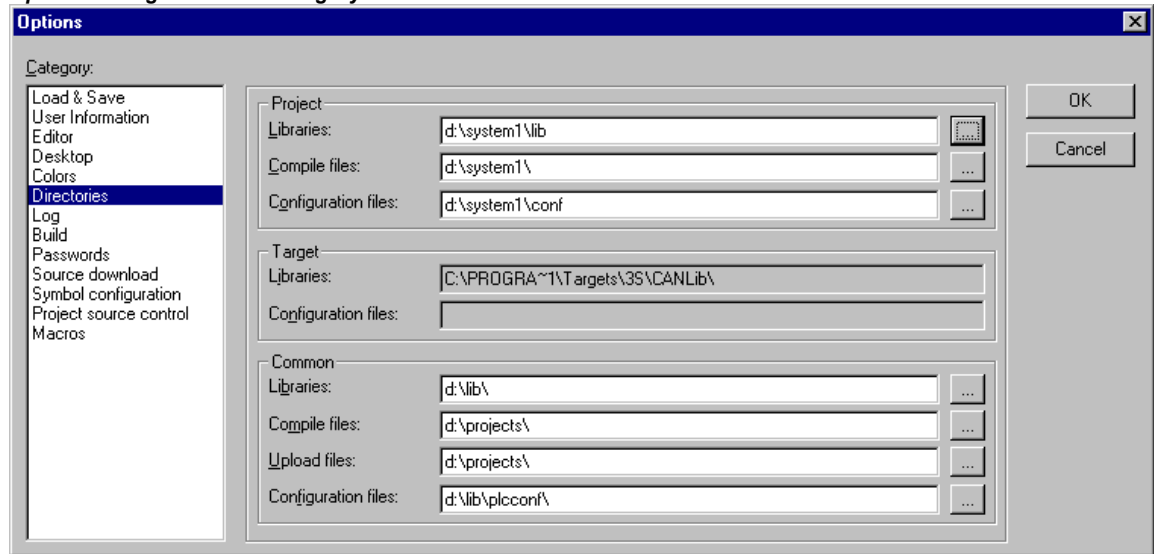 Options
Category:
Load & Save
User Information
Editor
Desktop
Colors
Directories
Log
Build
Passwords
Source download
Symbol configuration
Project source control
Macros
Project
Libraries: d:\system1\lib ...
Compile files: d:\system1\ ...
Configuration files: d:\system1\conf ...
Target
Libraries: C:\PROGRA~1\Targets\3S\CANLib\
Configuration files:
Common
Libraries: d:\lib\ ...
Compile files: d:\projects\ ...
Upload files: d:\projects\ ...
Configuration files: d:\lib\plcconf\ ...
OK
Cancel